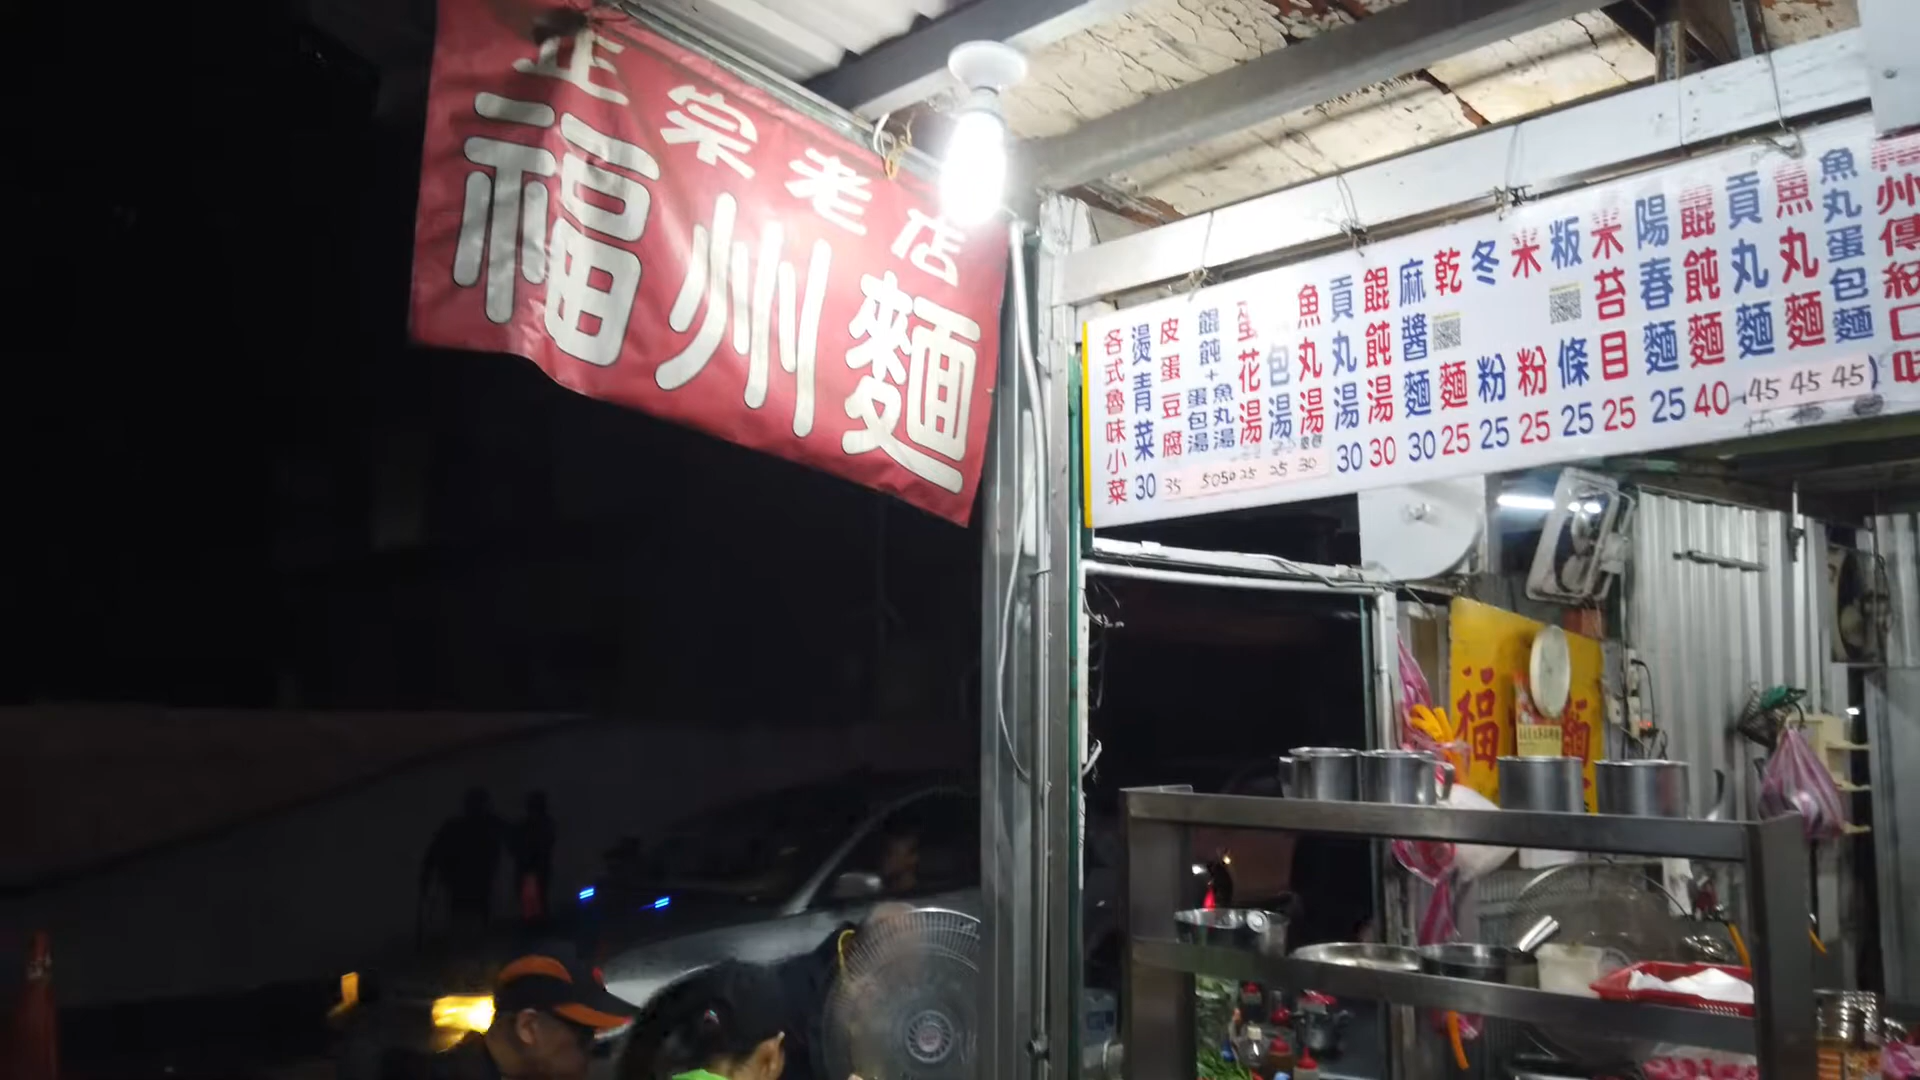 正宗老店
福州麵
福州傳統口味
魚丸蛋包麵 45
魚丸麵 45
貢丸麵 45
餛飩麵 40
陽春麵 25
米苔目 25
粄條 25
米粉 25
冬粉 25
乾麵 25
麻醬麵 30
餛飩湯 30
貢丸湯 30
魚丸湯 30
蛋包湯 25
蛋花湯 25
餛飩+
魚丸湯 50
蛋包湯 50
皮蛋豆腐 35
燙青菜 30
各式魯味小菜
福
麵